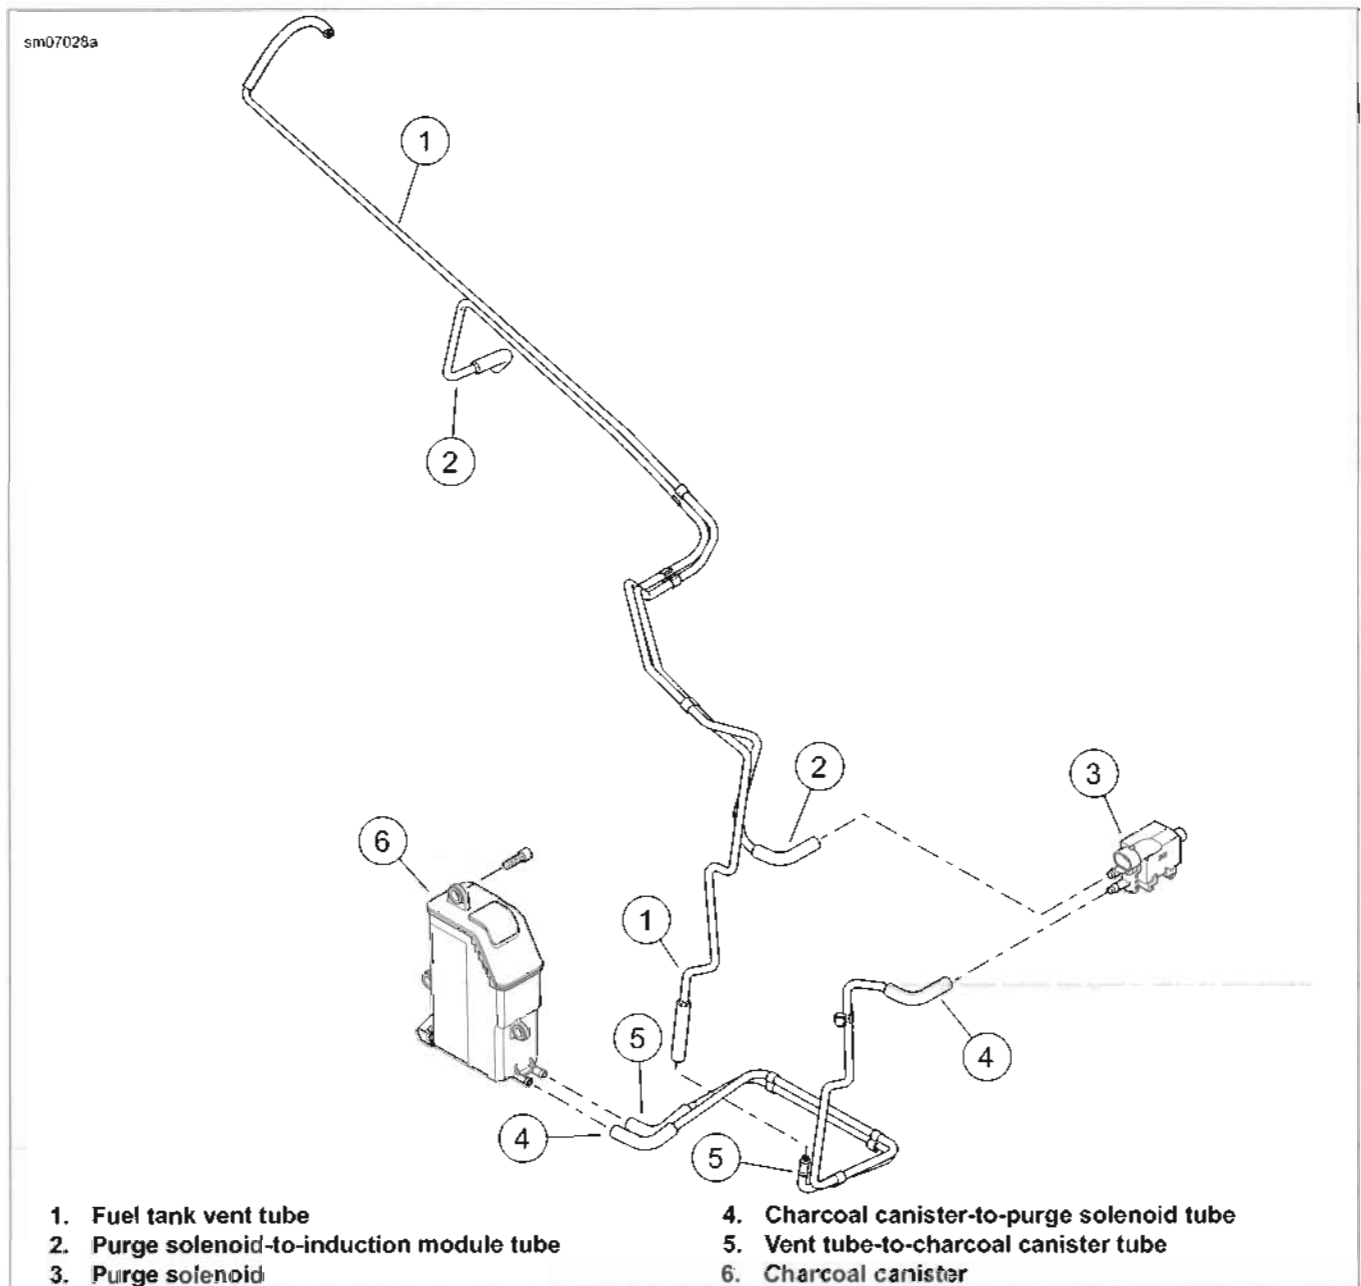 sm07028a
1
2
2
3
6
1
5
4
4
5
1. Fuel tank vent tube
2. Purge solenoid-to-induction module tube
3. Purge solenoid
4. Charcoal canister-to-purge solenoid tube
5. Vent tube-to-charcoal canister tube
6. Charcoal canister